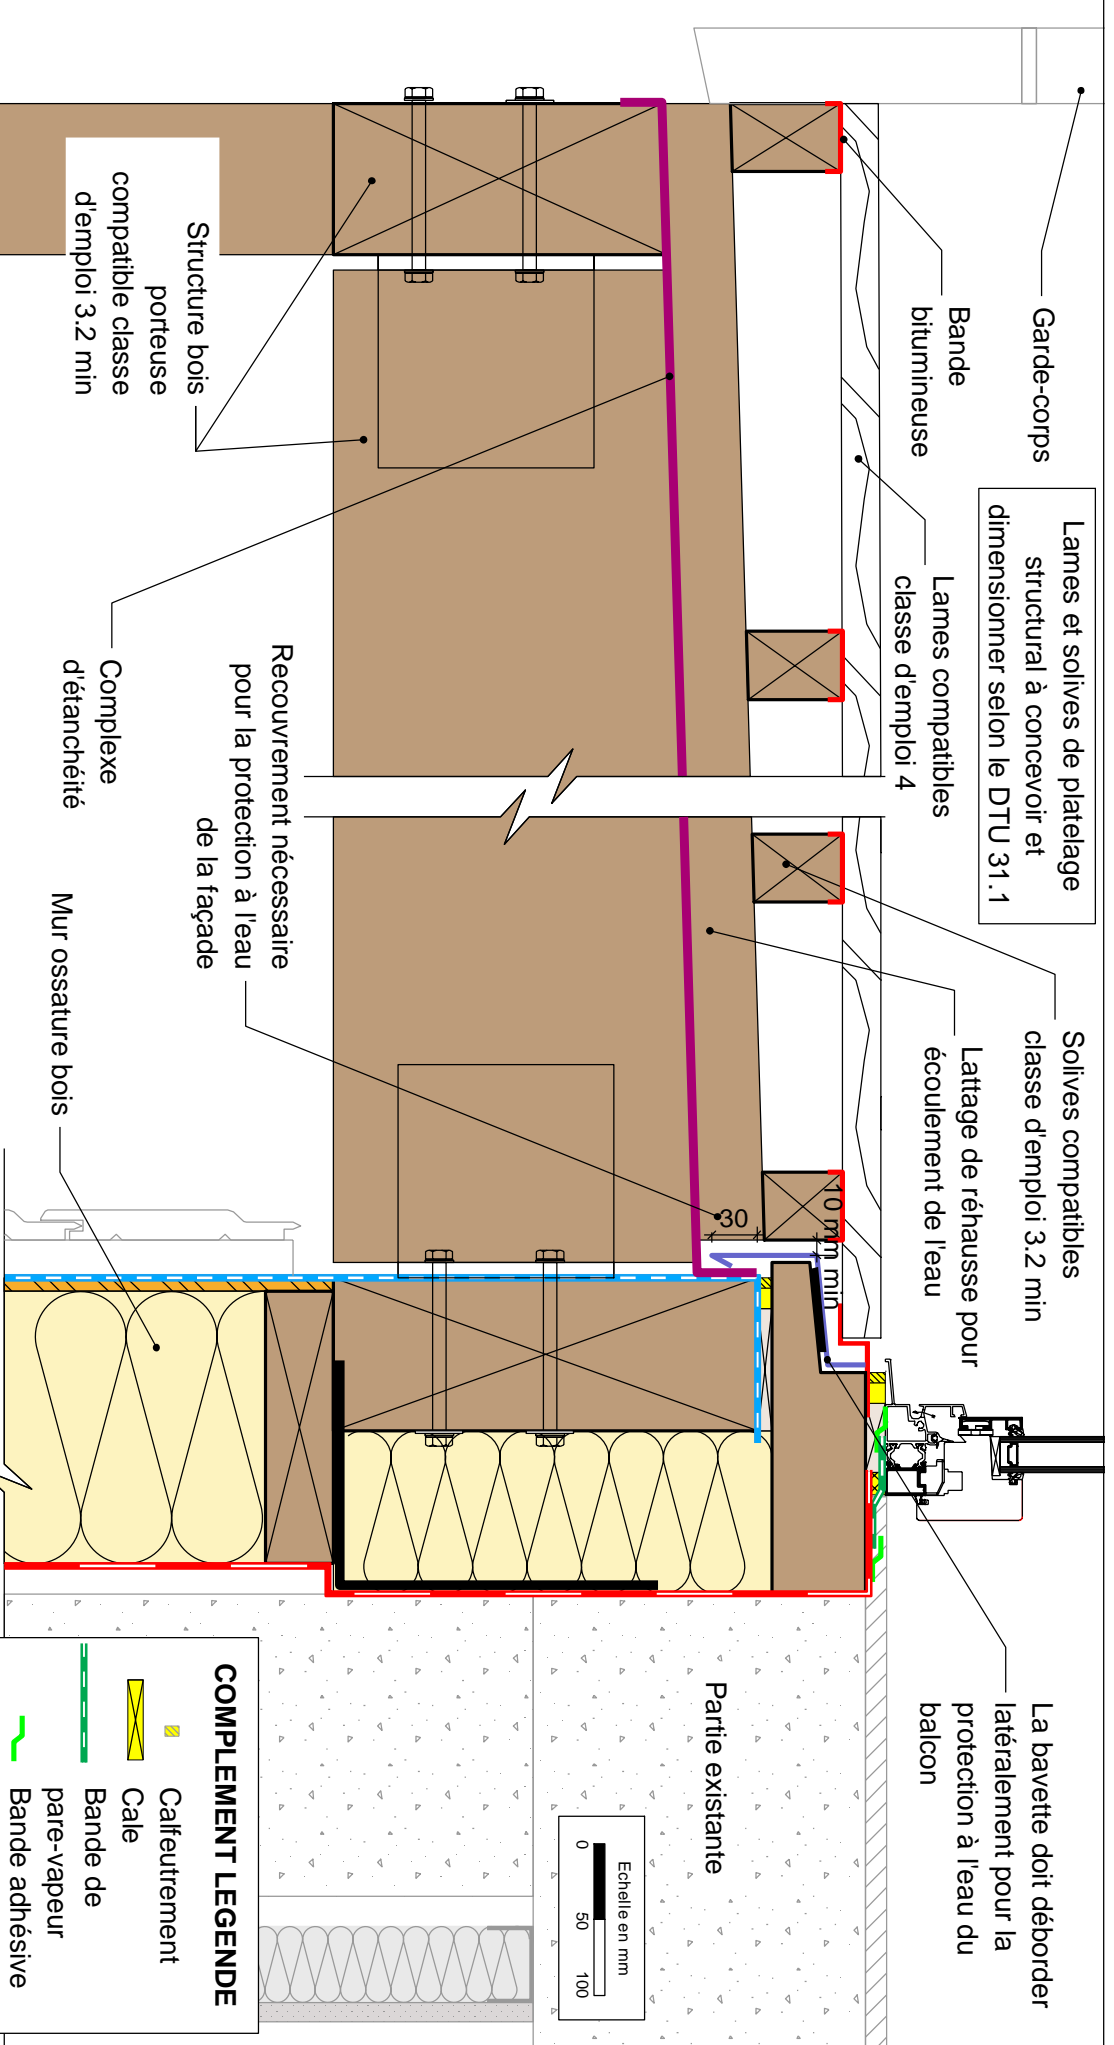 Garde-corps
Lames et solives de platelage
structural à concevoir et
dimensionner selon le DTU 31.1
Bande
bitumineuse
Lames compatibles
classe d'emploi 4
Solives compatibles
classe d'emploi 3.2 min
Lattage de réhausse pour
écoulement de l'eau
La bavette doit déborder
latéralement pour la
protection à l'eau du
balcon
10 mm min
30
Structure bois
porteuse
compatible classe
d'emploi 3.2 min
Complexe
d'étanchéité
Recouvrement nécessaire
pour la protection à l'eau
de la façade
Mur ossature bois
Partie existante
Echelle en mm
0 50 100
COMPLEMENT LEGENDE
Calfeutrement
Cale
Bande de
pare-vapeur
Bande adhésive